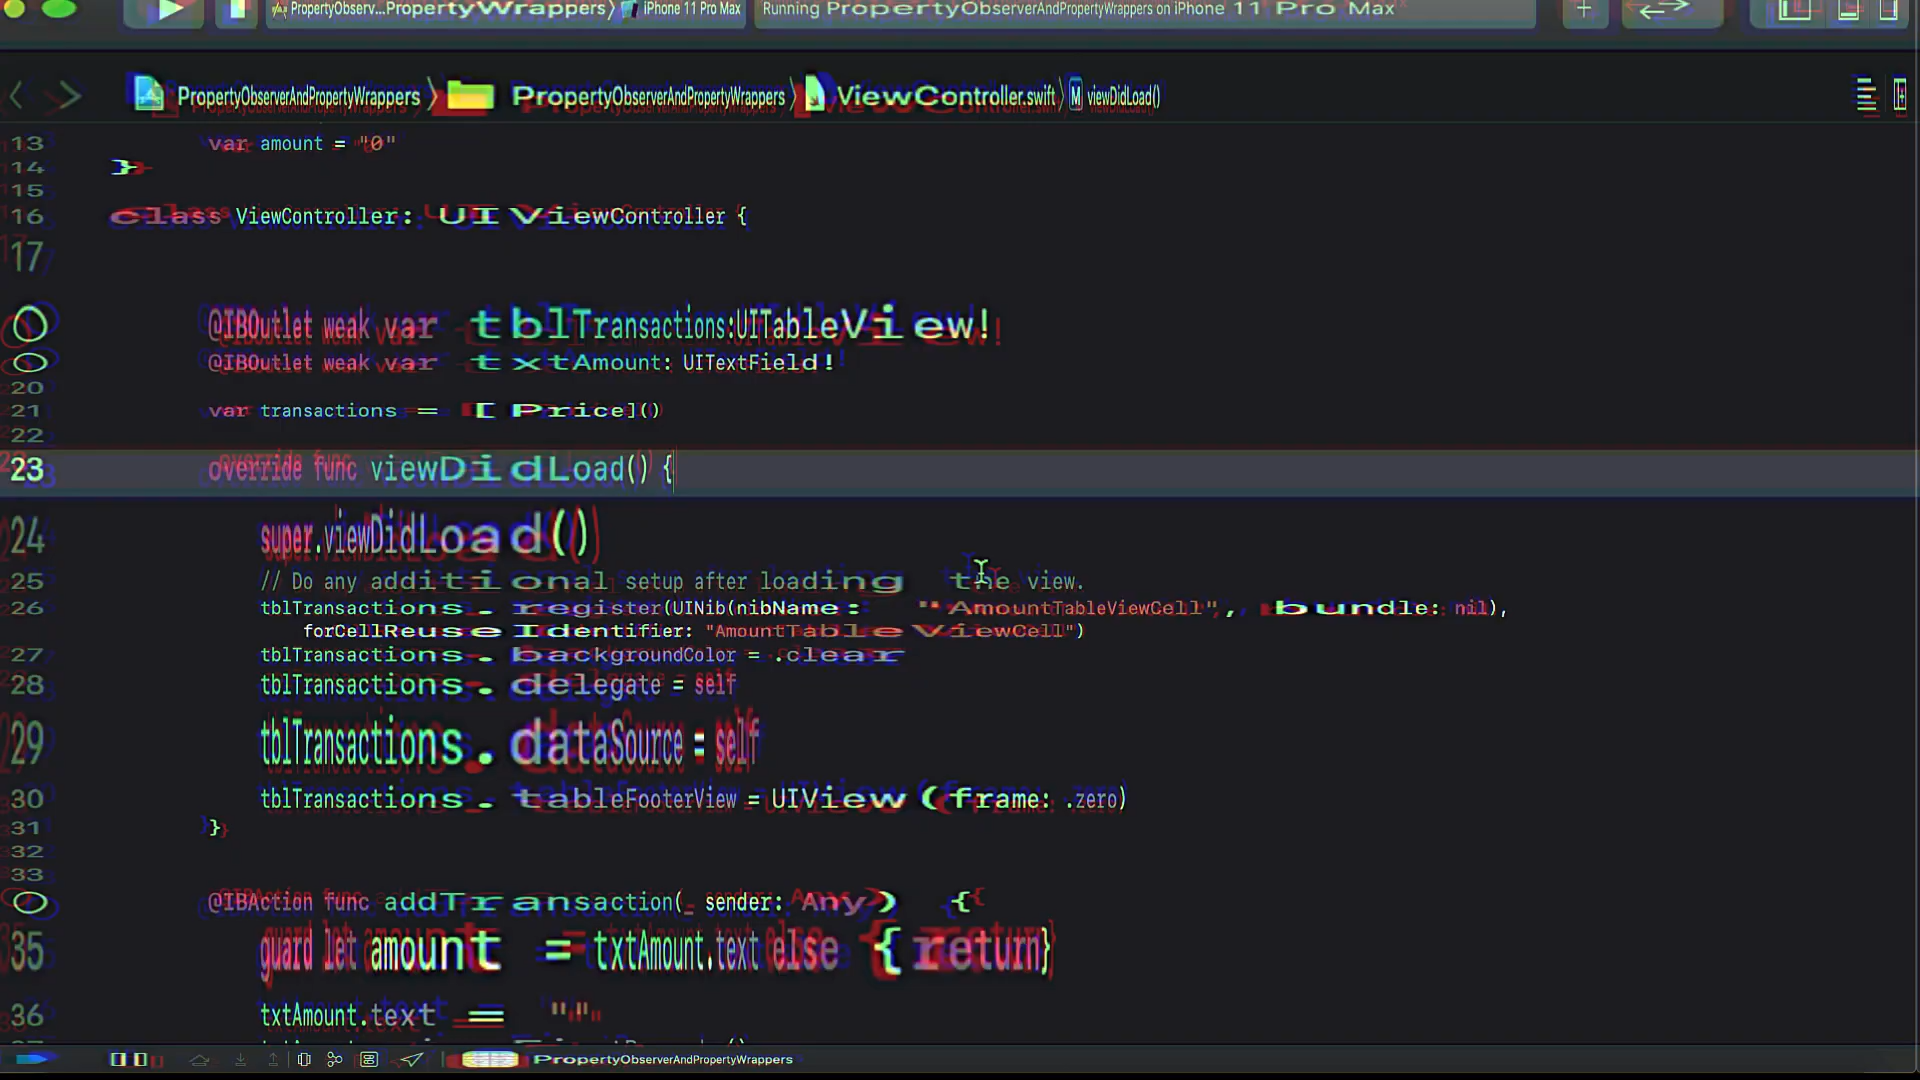 PropertyObserv...PropertyWrappers〉 iPhone 11 Pro Max Running PropertyObserverAndPropertyWrappers on iPhone 11 Pro Max
PropertyObserverAndPropertyWrappers〉 PropertyObserverAndPropertyWrappers〉 ViewController.swift〉 M viewDidLoad()
13 var amount = "0"
14 }
15
16 class ViewController: UIViewController {
17
@IBOutlet weak var tblTransactions:UITableView!
@IBOutlet weak var txtAmount: UITextField!
20
21 var transactions = [Price]()
22
23 override func viewDidLoad() {
24 super.viewDidLoad()
25 // Do any additional setup after loading the view.
26 tblTransactions.register(UINib(nibName: "AmountTableViewCell", bundle: nil),
forCellReuseIdentifier: "AmountTableViewCell")
27 tblTransactions.backgroundColor = .clear
28 tblTransactions.delegate = self
29 tblTransactions.dataSource = self
30 tblTransactions.tableFooterView = UIView(frame: .zero)
31 }
32
33
@IBAction func addTransaction(_ sender: Any) {
35 guard let amount = txtAmount.text else {return}
36 txtAmount.text = ""
PropertyObserverAndPropertyWrappers